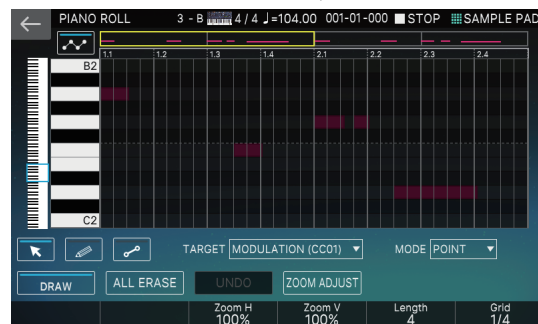 PIANO ROLL 3 - B 4 / 4 ♩=104.00 001-01-000 STOP SAMPLE PAD
1.1 1.2 1.3 1.4 2.1 2.2 2.3 2.4
B2
C2
TARGET MODULATION (CC01) ▼ MODE POINT ▼
DRAW ALL ERASE UNDO ZOOM ADJUST
Zoom H Zoom V Length Grid
100% 100% 4 1/4